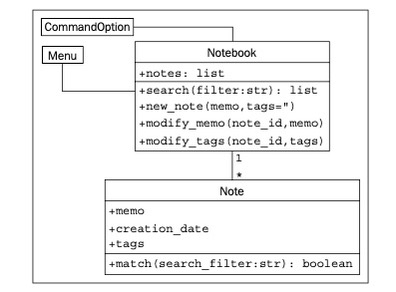 CommandOption
Menu
Notebook
+notes: list
+search(filter:str): list
+new_note(memo,tags='')
+modify_memo(note_id,memo)
+modify_tags(note_id,tags)
1
*
Note
+memo
+creation_date
+tags
+match(search_filter:str): boolean